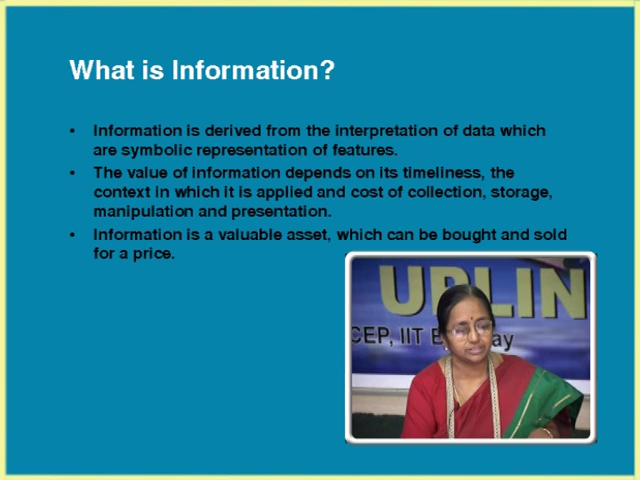 What is Information?
• Information is derived from the interpretation of data which
are symbolic representation of features.
• The value of information depends on its timeliness, the
context in which it is applied and cost of collection, storage,
manipulation and presentation.
• Information is a valuable asset, which can be bought and sold
for a price.
CEP, IIT